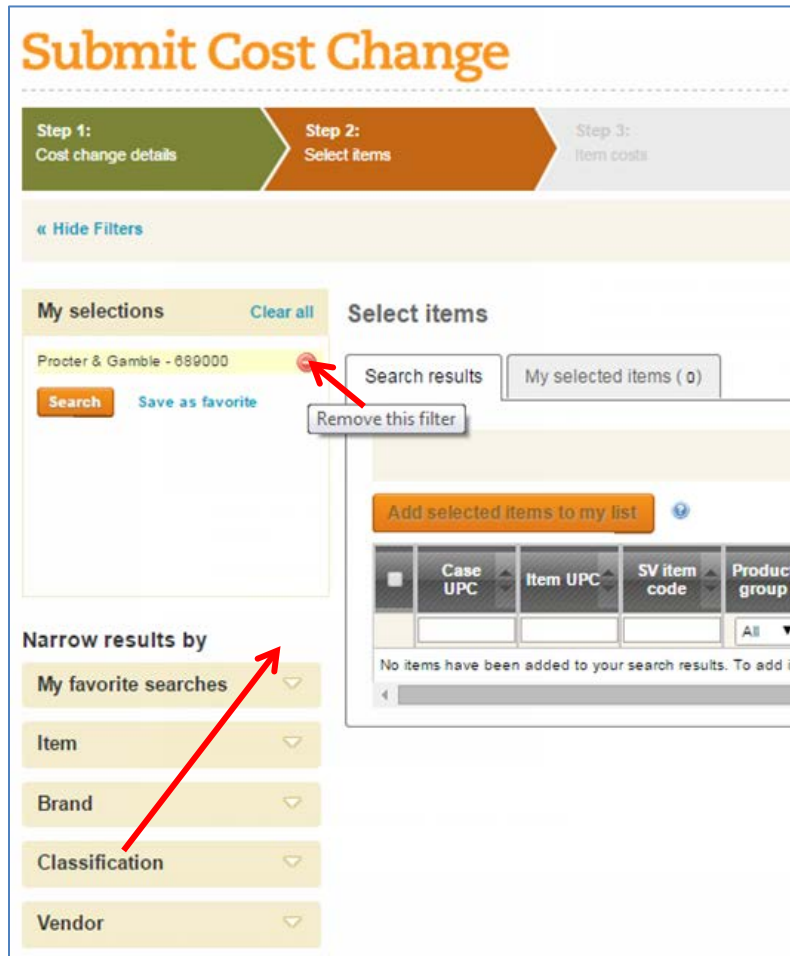 Submit Cost Change
Step 1:
Cost change details
Step 2:
Select items
Step 3:
Item costs
« Hide Filters
My selections
Clear all
Procter & Gamble - 689000
Search
Save as favorite
Remove this filter
Select items
Search results
My selected items ( 0)
Add selected items to my list
Case
UPC
Item UPC
SV item
code
Product
group
All
No items have been added to your search results. To add i
Narrow results by
My favorite searches
Item
Brand
Classification
Vendor